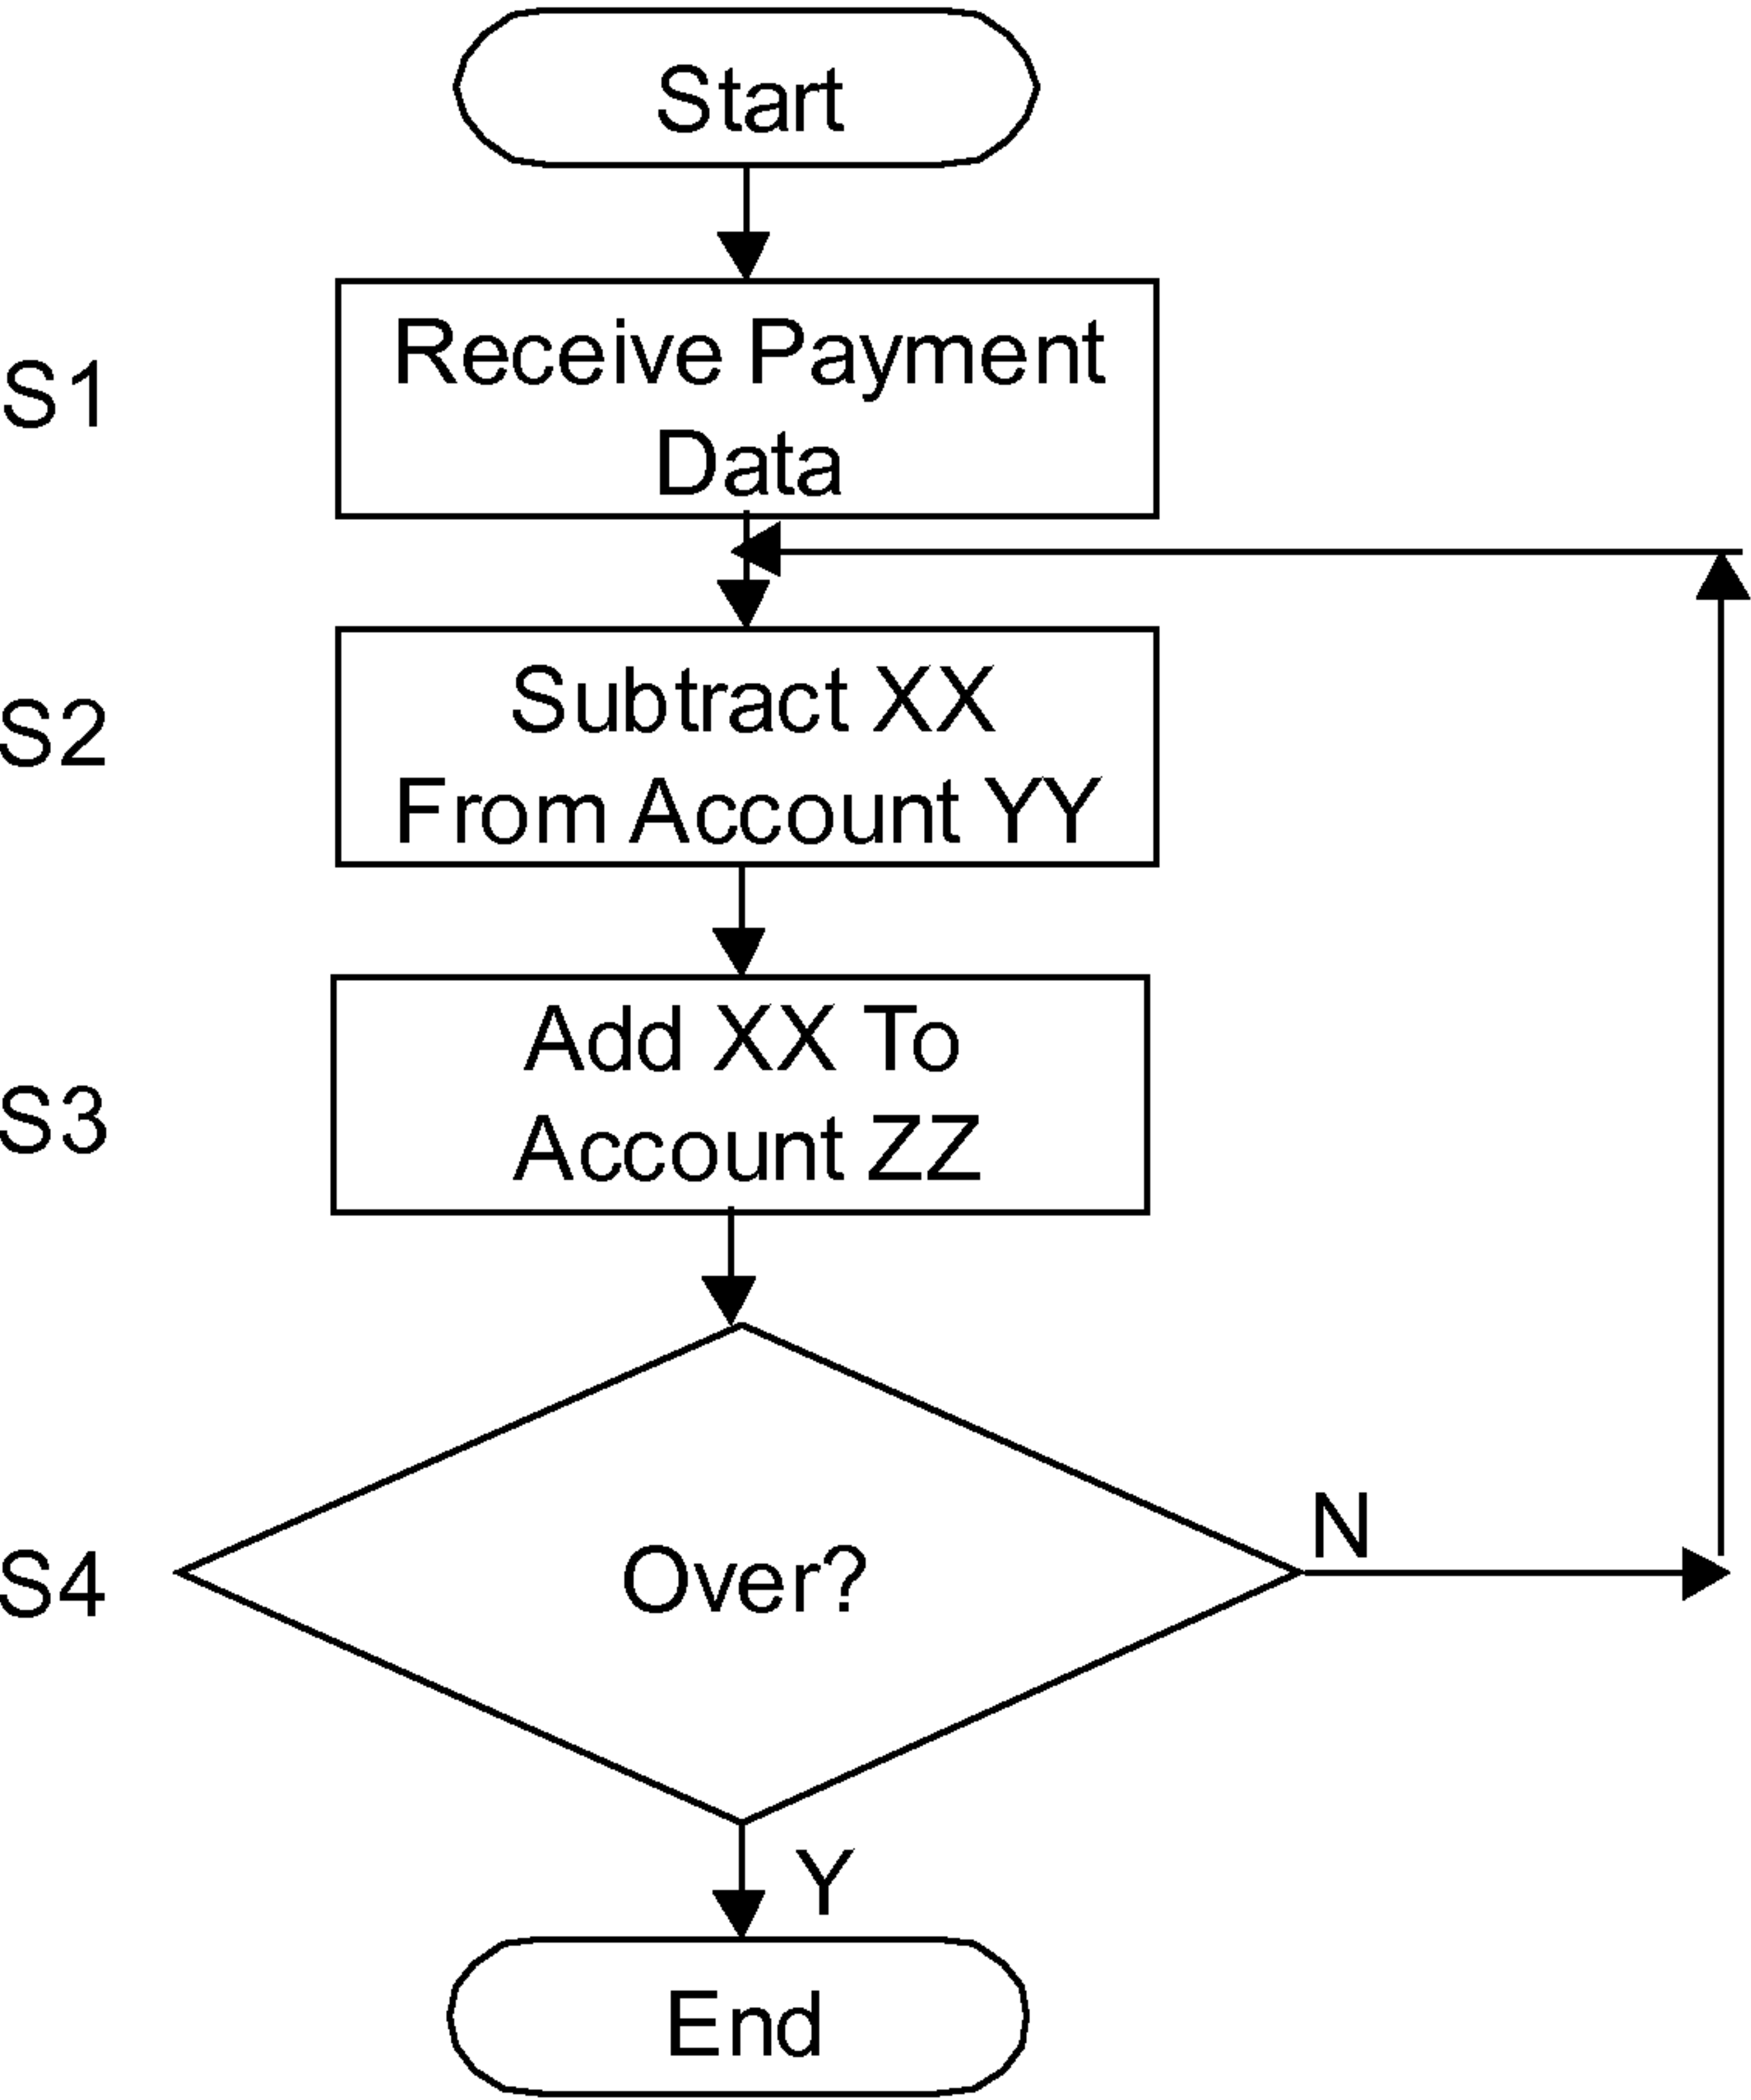 Start
S1
Receive Payment
Data
S2
Subtract XX
From Account YY
S3
Add XX To
Account ZZ
S4
Over?
N
Y
End